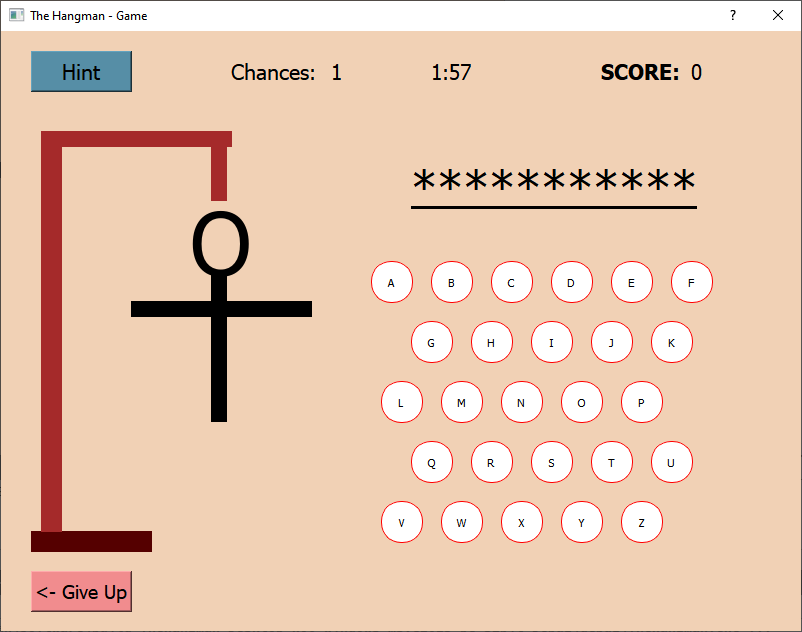 The Hangman - Game
?
Hint
Chances: 1
1:57
SCORE: 0
***********
A B C D E F
G H I J K
L M N O P
Q R S T U
V W X Y Z
<- Give Up